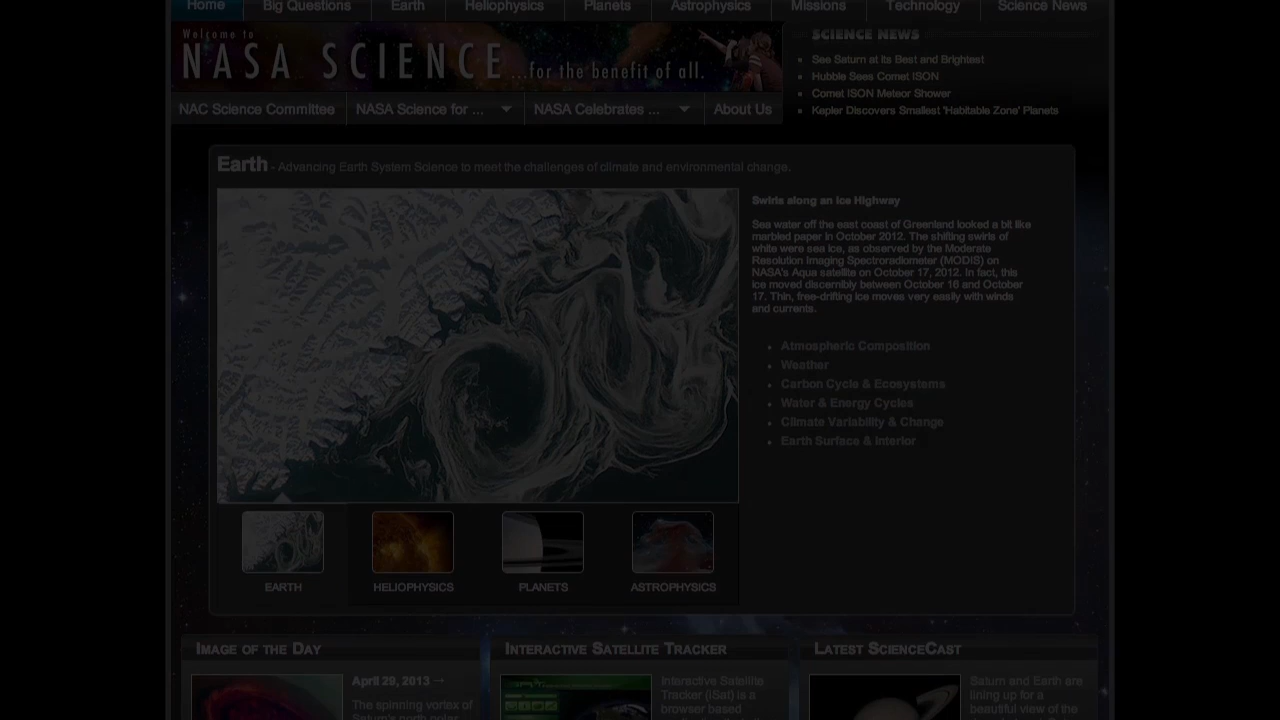 Home Big Questions Earth Heliophysics Planets Astrophysics Missions Technology Science News
Welcome to
NASA SCIENCE ...for the benefit of all.
SCIENCE NEWS
See Saturn at its Best and Brightest
Hubble Sees Comet ISON
Comet ISON Meteor Shower
Kepler Discovers Smallest 'Habitable Zone' Planets
NAC Science Committee NASA Science for ... NASA Celebrates ... About Us
Earth - Advancing Earth System Science to meet the challenges of climate and environmental change.
Swirls along an Ice Highway
Sea water off the east coast of Greenland looked a bit like
marbled paper in October 2012. The shifting swirls of
white were sea ice, as observed by the Moderate
Resolution Imaging Spectroradiometer (MODIS) on
NASA's Aqua satellite on October 17, 2012. In fact, this
ice moved discernibly between October 16 and October
17. Thin, free-drifting ice moves very easily with winds
and currents.
Atmospheric Composition
Weather
Carbon Cycle & Ecosystems
Water & Energy Cycles
Climate Variability & Change
Earth Surface & Interior
EARTH HELIOPHYSICS PLANETS ASTROPHYSICS
IMAGE OF THE DAY
April 29, 2013 →
The spinning vortex of
Saturn's north polar
INTERACTIVE SATELLITE TRACKER
Interactive Satellite
Tracker (iSat) is a
browser based
LATEST SCIENCECAST
Saturn and Earth are
lining up for a
beautiful view of the